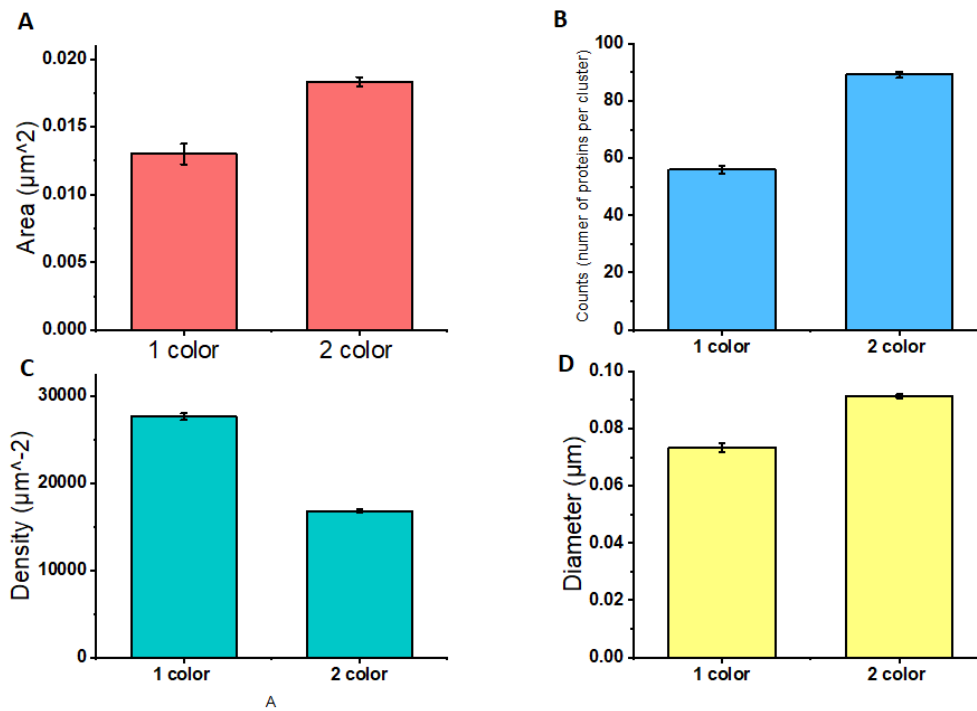 A
Area (µm^2)
0.020
0.015
0.010
0.005
0.000
1 color
2 color
B
Counts (numer of proteins per cluster)
100
80
60
40
20
0
1 color
2 color
C
Density (µm^-2)
30000
20000
10000
0
1 color
2 color
A
D
Diameter (µm)
0.10
0.08
0.06
0.04
0.02
0.00
1 color
2 color